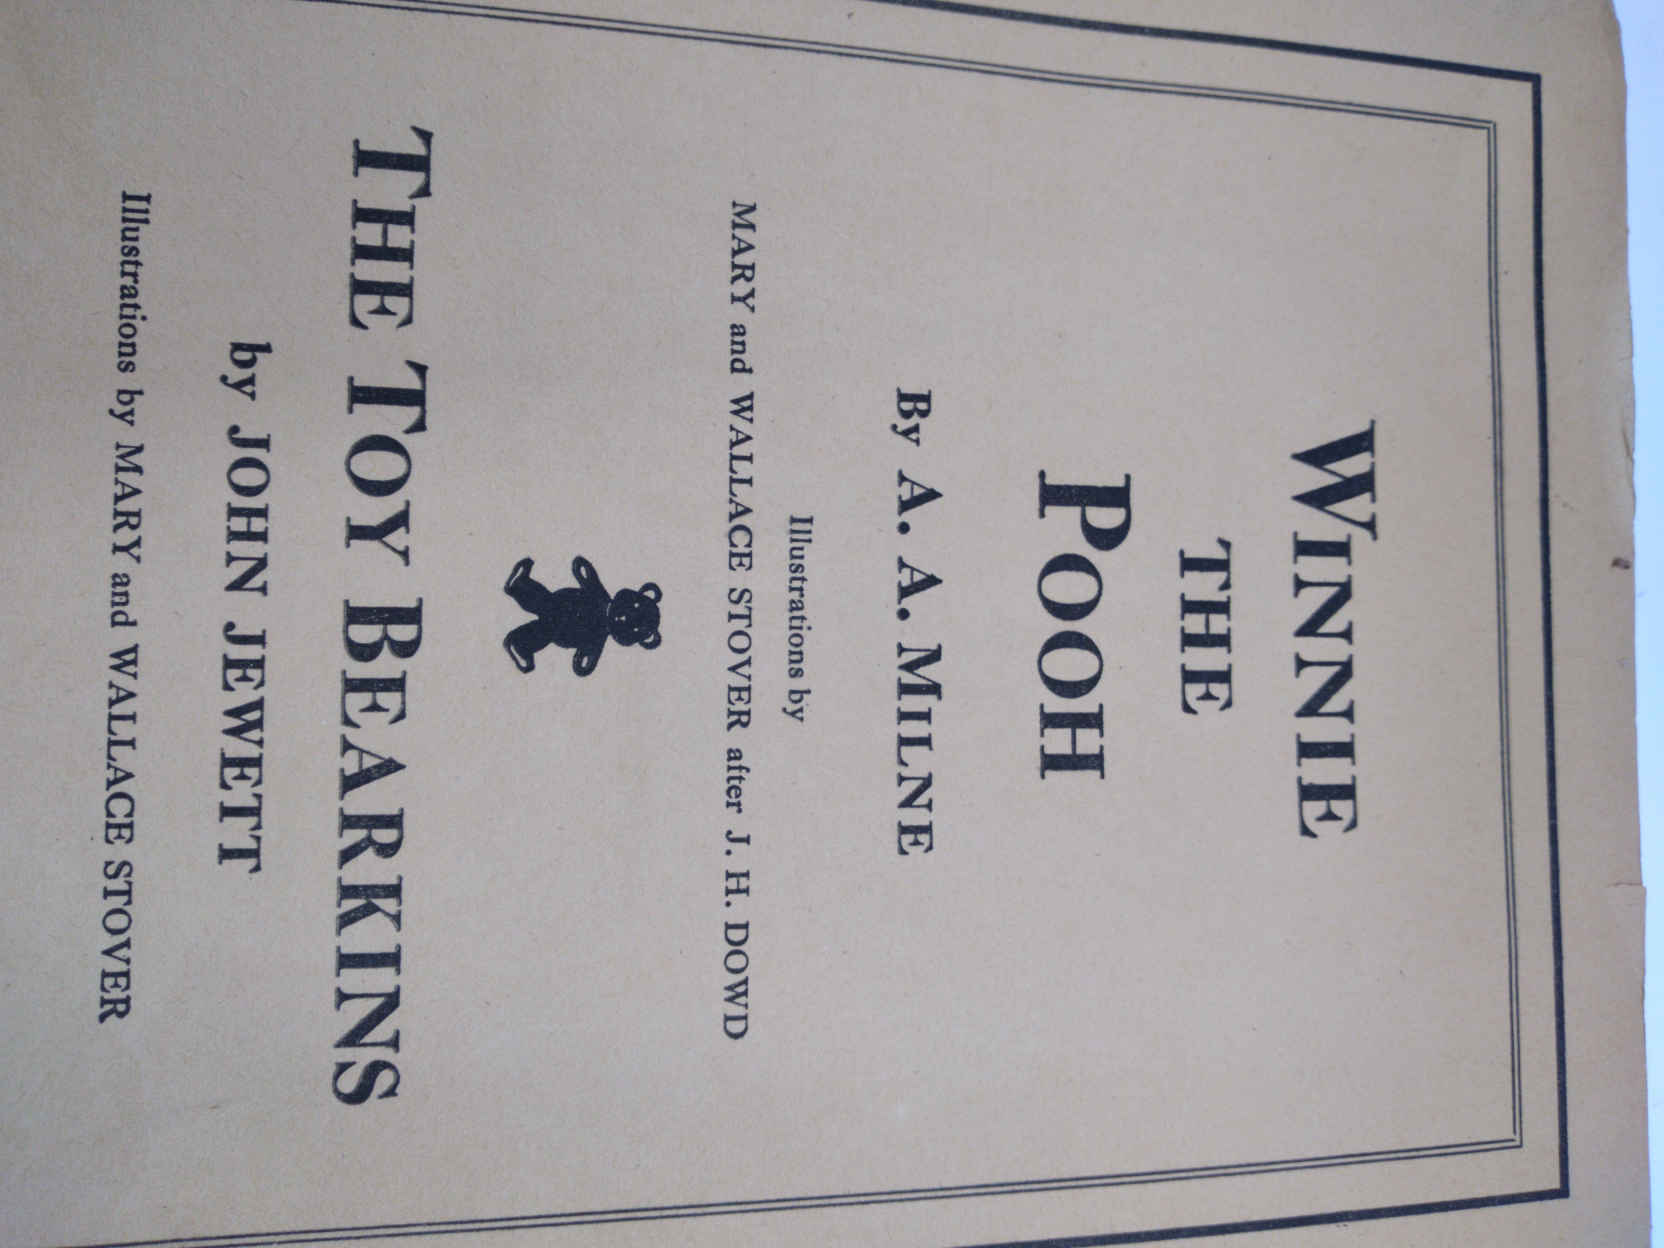 WINNIE
THE
POOH
By A. A. MILNE
Illustrations by
MARY and WALLACE STOVER after J. H. DOWD
THE TOY BEARKINS
by JOHN JEWETT
Illustrations by MARY and WALLACE STOVER